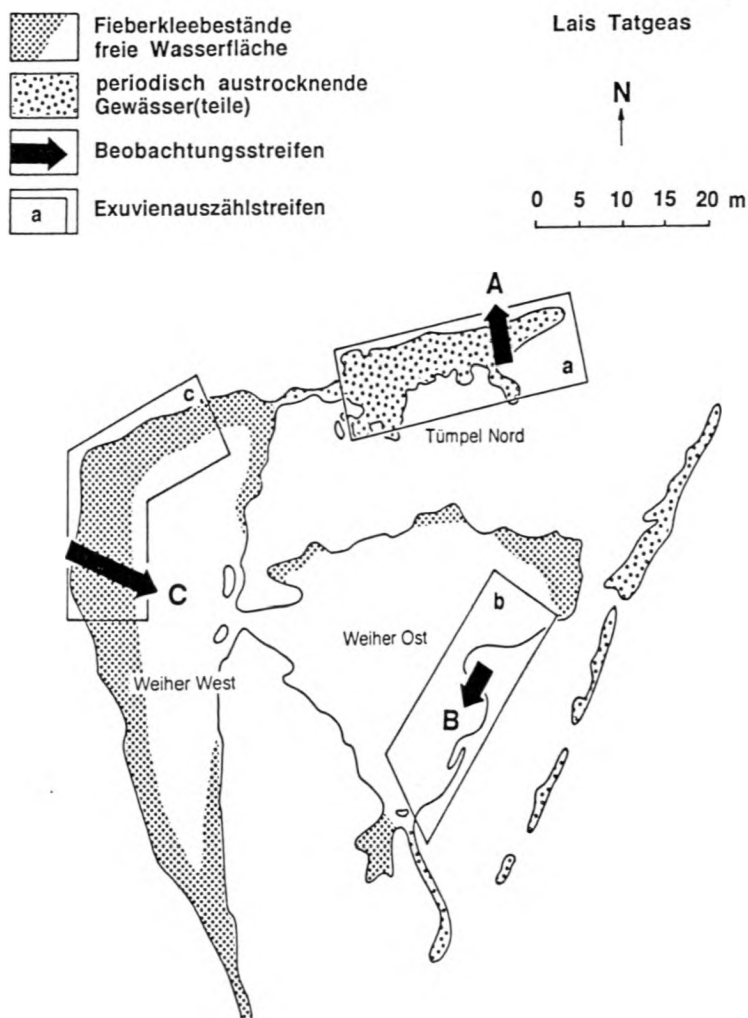 Fieberkleebestände
freie Wasserfläche
periodisch austrocknende
Gewässer(teile)
Beobachtungsstreifen
a
Exuvienauszählstreifen
Lais Tatgeas
N
0 5 10 15 20 m
A
a
c
Tümpel Nord
C
b
Weiher Ost
Weiher West
B